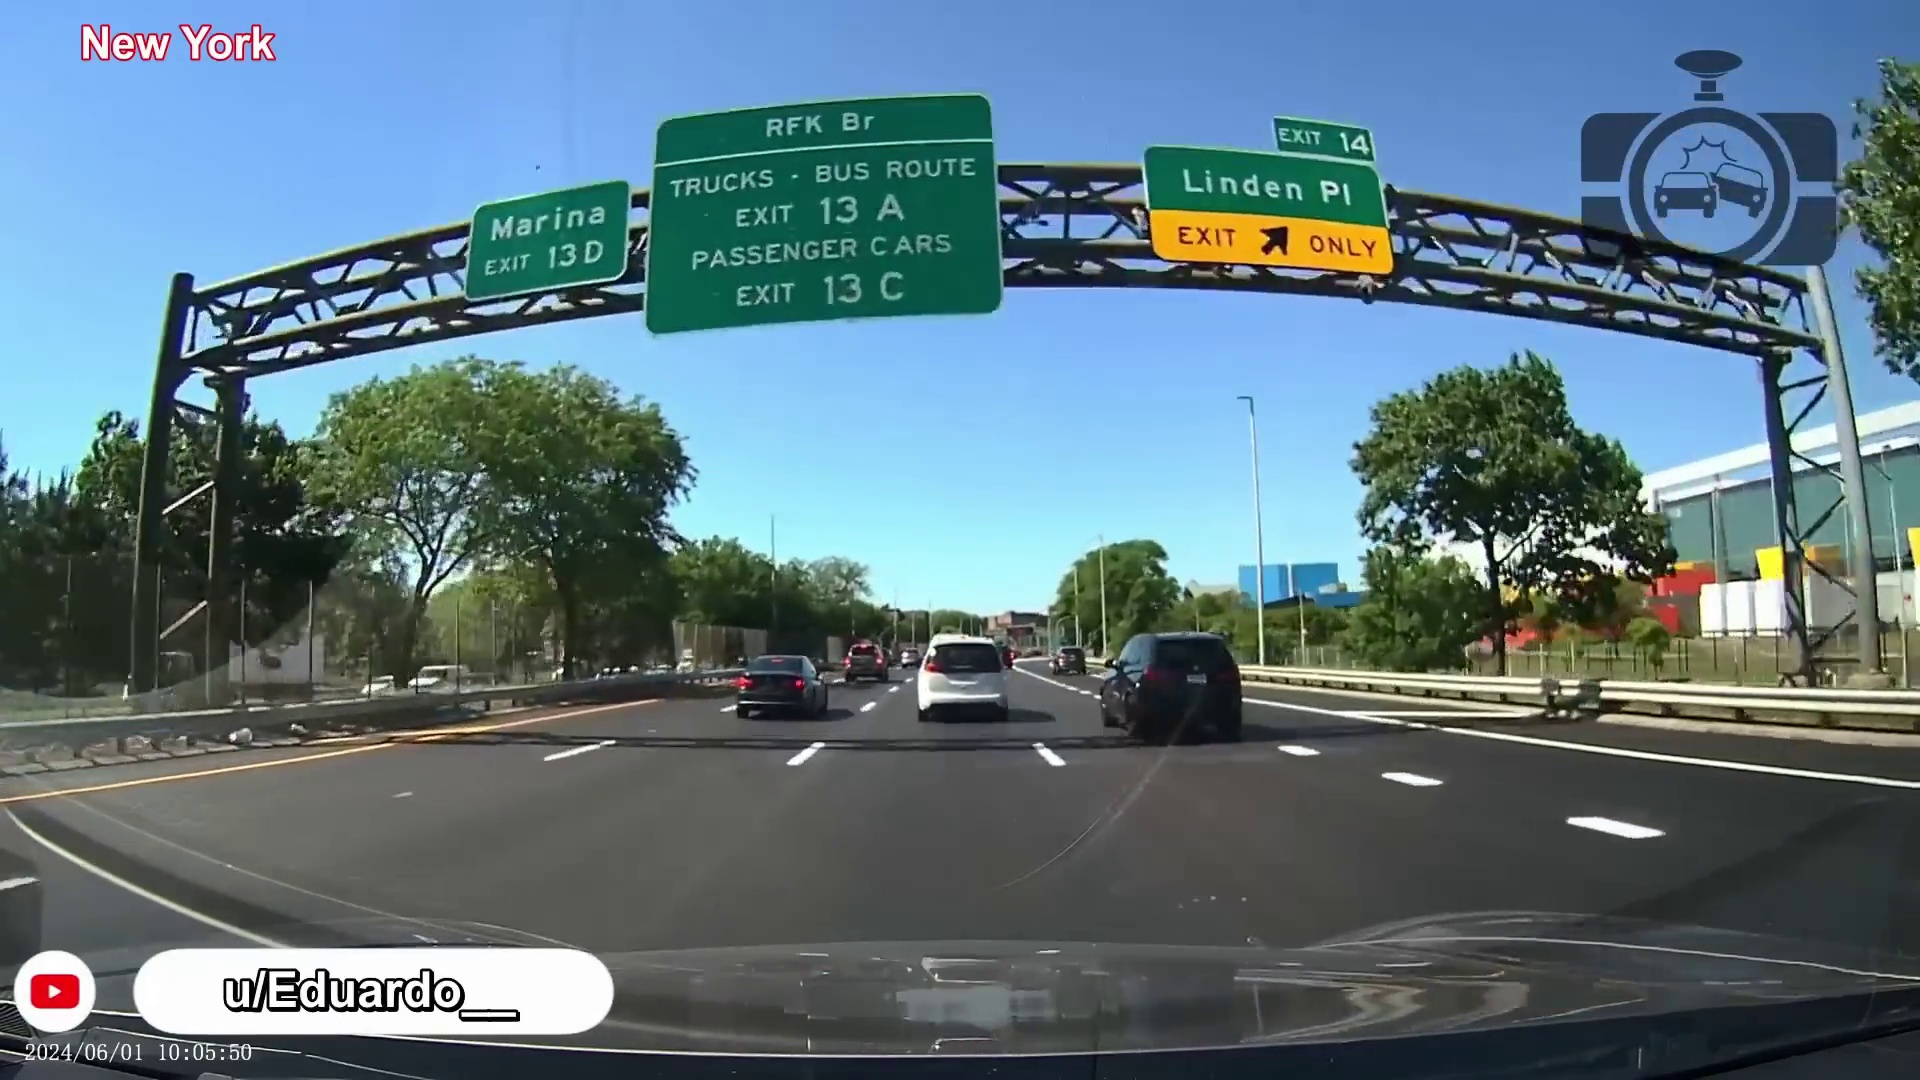 New York
RFK Br
TRUCKS - BUS ROUTE
EXIT 13 A
PASSENGER CARS
EXIT 13 C
Marina
EXIT 13 D
EXIT 14
Linden Pl
EXIT ONLY
u/Eduardo__
2024/06/01 10:05:50